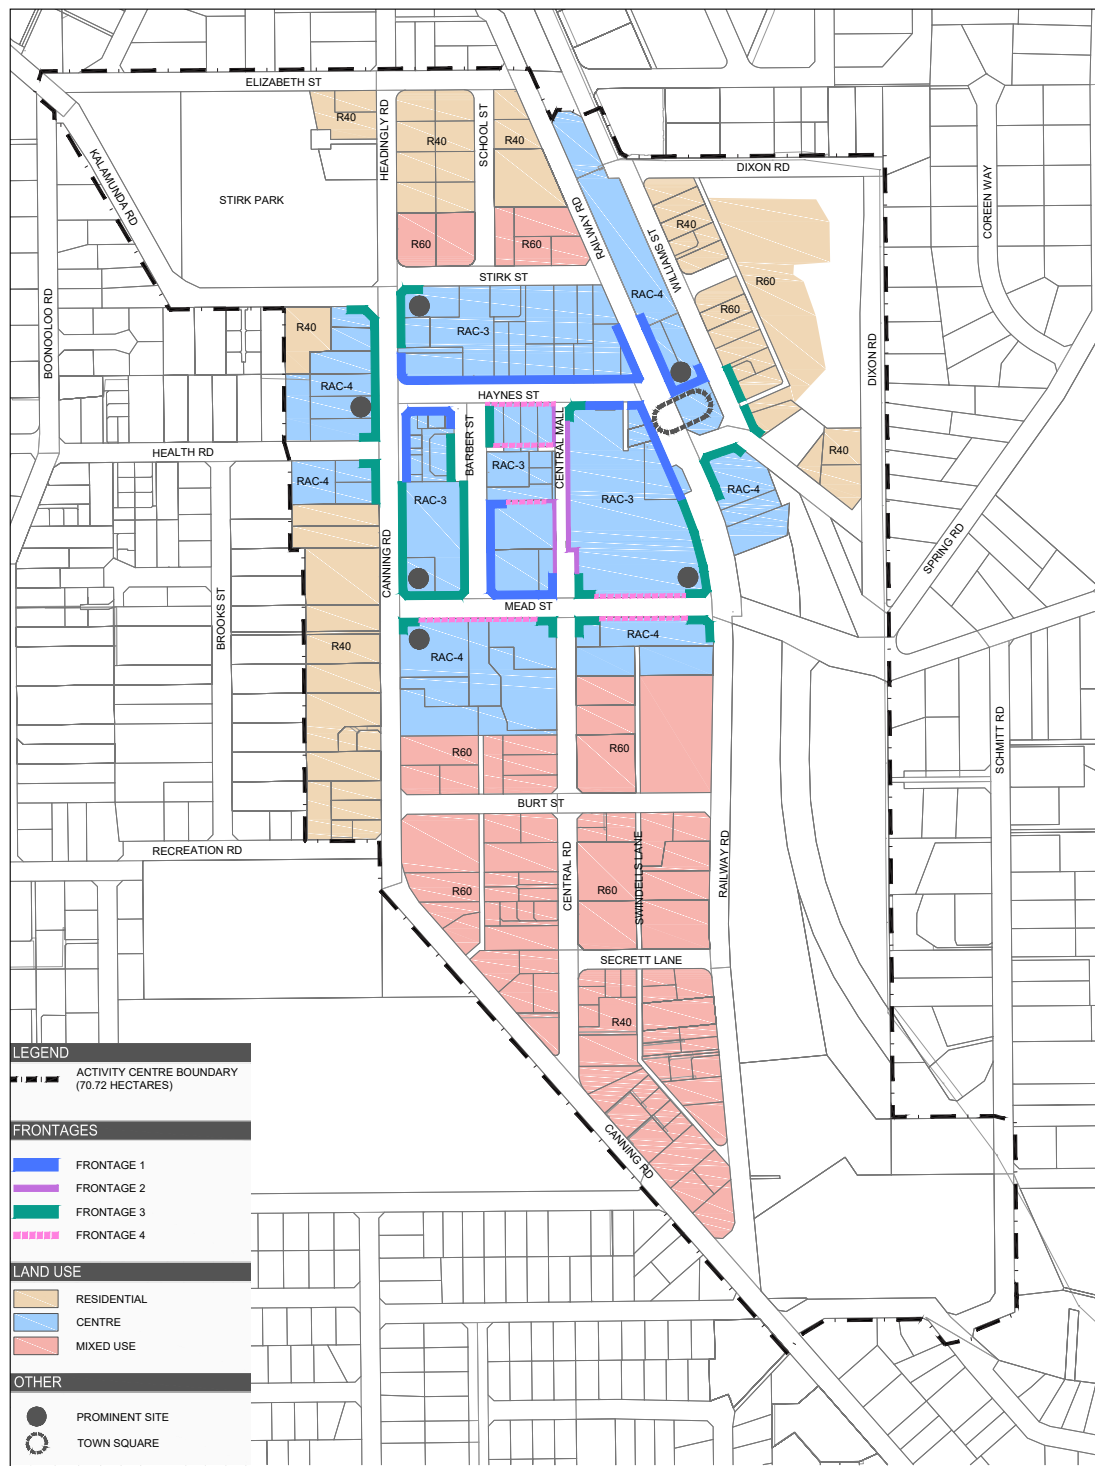 ELIZABETH ST
R40
HEADINGLY RD
R40
SCHOOL ST
R40
DIXON RD
KALAMUNDA RD
STIRK PARK
COREEN WAY
R60
R60
RAILWAY RD
WILLIAMS ST
R40
R60
STIRK ST
RAC-4
R60
BOONOOLOO RD
R40
RAC-3
DIXON RD
RAC-4
HAYNES ST
HEALTH RD
BARBER ST
CENTRAL MALL
R40
RAC-4
RAC-3
RAC-3
RAC-3
RAC-4
CANNING RD
SPRING RD
BROOKS ST
MEAD ST
R40
RAC-4
RAC-4
SCHMITT RD
R60
R60
BURT ST
RECREATION RD
CENTRAL RD
SWINDELLS LANE
RAILWAY RD
R60
R60
SECRETT LANE
R40
CANNING RD
LEGEND
ACTIVITY CENTRE BOUNDARY
(70.72 HECTARES)
FRONTAGES
FRONTAGE 1
FRONTAGE 2
FRONTAGE 3
FRONTAGE 4
LAND USE
RESIDENTIAL
CENTRE
MIXED USE
OTHER
PROMINENT SITE
TOWN SQUARE